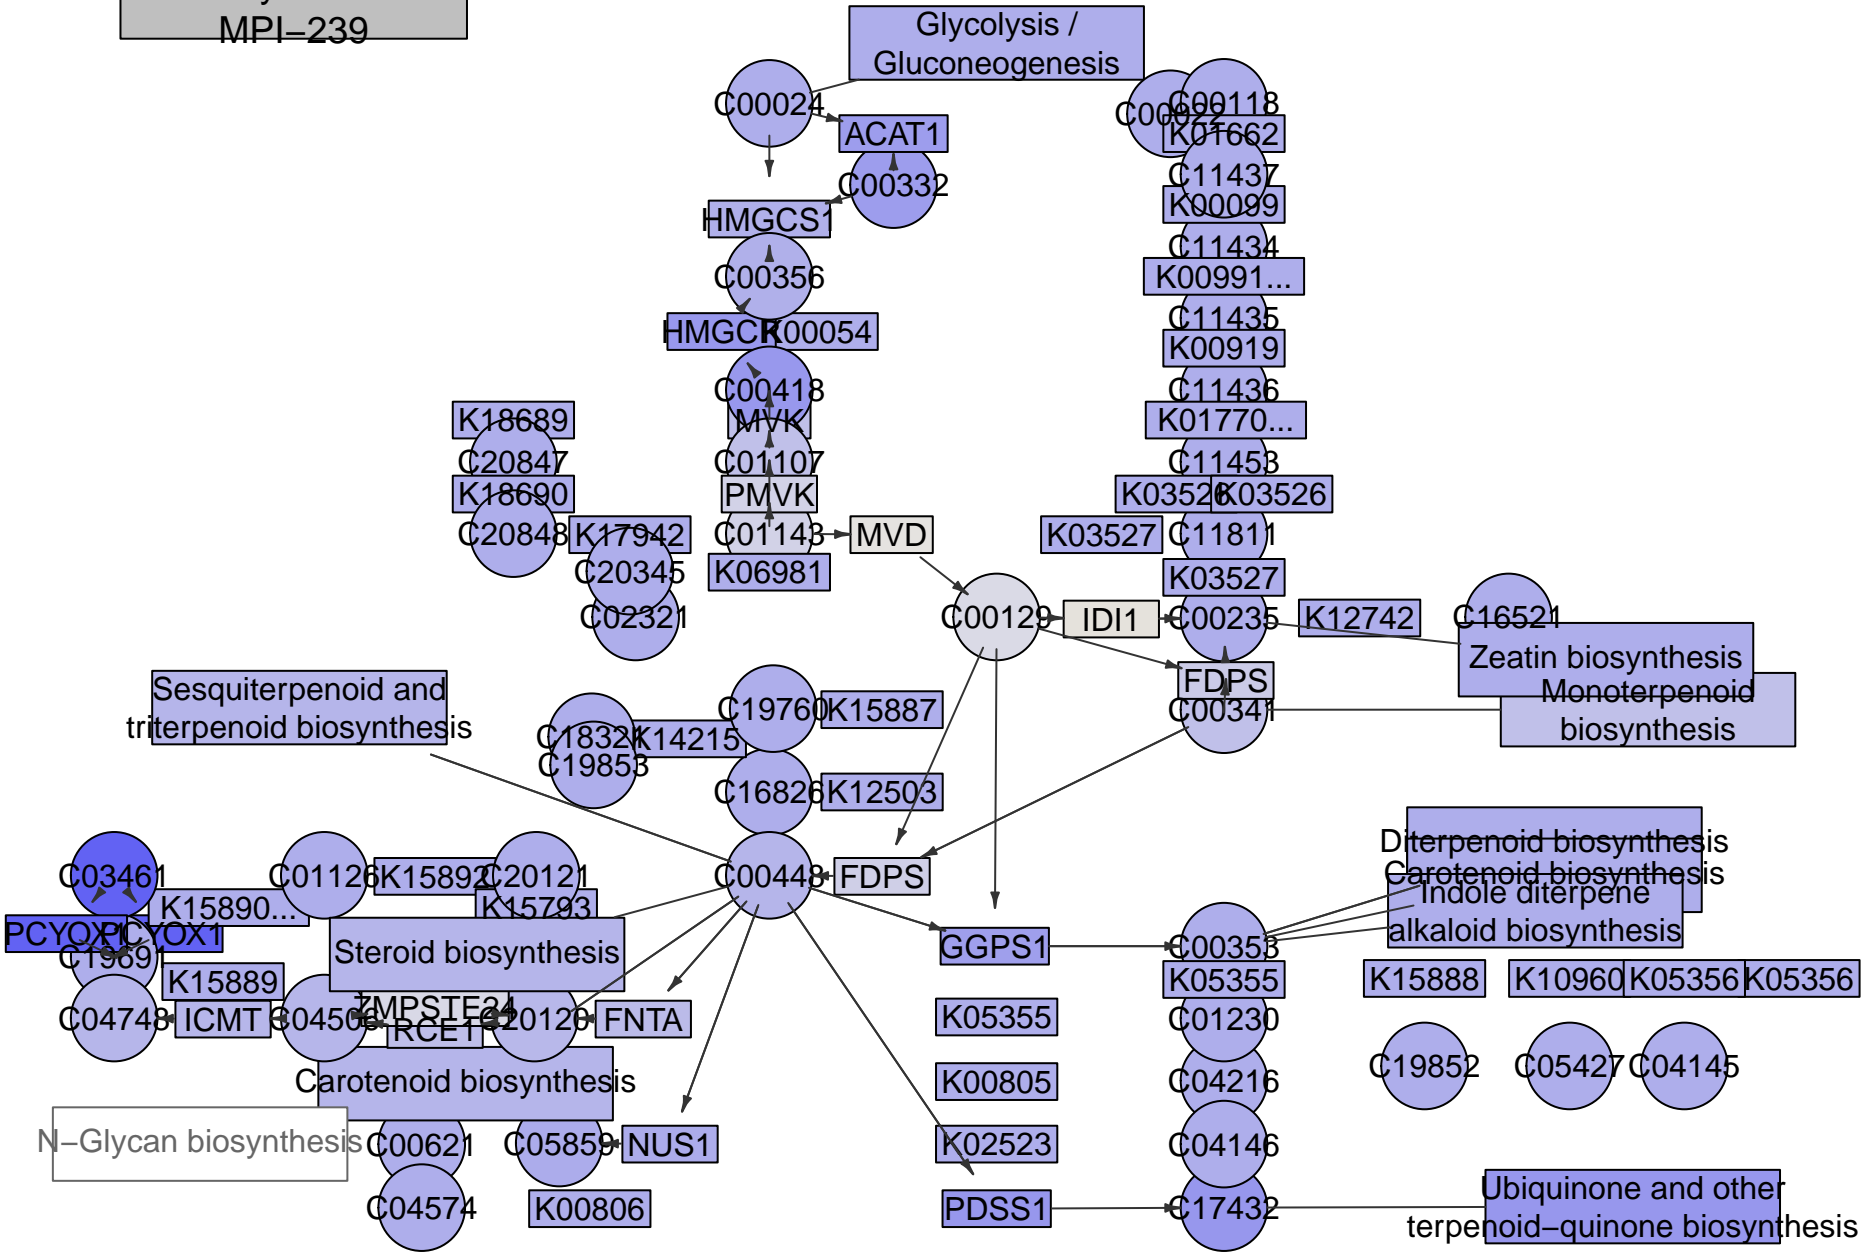 MPI−239
Glycolysis /
Gluconeogenesis
C00024
C00022
C00118
ACAT1
K01662
C00332
C11437
HMGCS1
K00099
C11434
C00356
K00991...
C11435
HMGCR
K00054
K00919
C00418
C11436
K18689
MVK
K01770...
C20847
C01107
C11453
K18690
PMVK
K03526
K03526
C20848
K17942
C01143
MVD
K03527
C11811
C20345
K06981
K03527
C02321
C00129
IDI1
C00235
K12742
C16521
Zeatin biosynthesis
Sesquiterpenoid and
triterpenoid biosynthesis
FDPS
Monoterpenoid
biosynthesis
C19760
K15887
C00341
C18324
K14215
C19853
C16826
K12503
Diterpenoid biosynthesis
Carotenoid biosynthesis
Indole diterpene
alkaloid biosynthesis
C03461
C01126
K15892
C20121
C00448
FDPS
K15890...
K15793
PCYOX1
PCYOX1
C19691
Steroid biosynthesis
GGPS1
C00353
K15889
K05355
K15888
K10960
K05356
K05356
C04748
ICMT
C04506
ZMPSTE24
RCE1
C20120
FNTA
K05355
C01230
C19852
C05427
C04145
Carotenoid biosynthesis
K00805
C04216
N−Glycan biosynthesis
C00621
C05859
NUS1
K02523
C04146
C04574
K00806
PDSS1
C17432
Ubiquinone and other
terpenoid−quinone biosynthesis